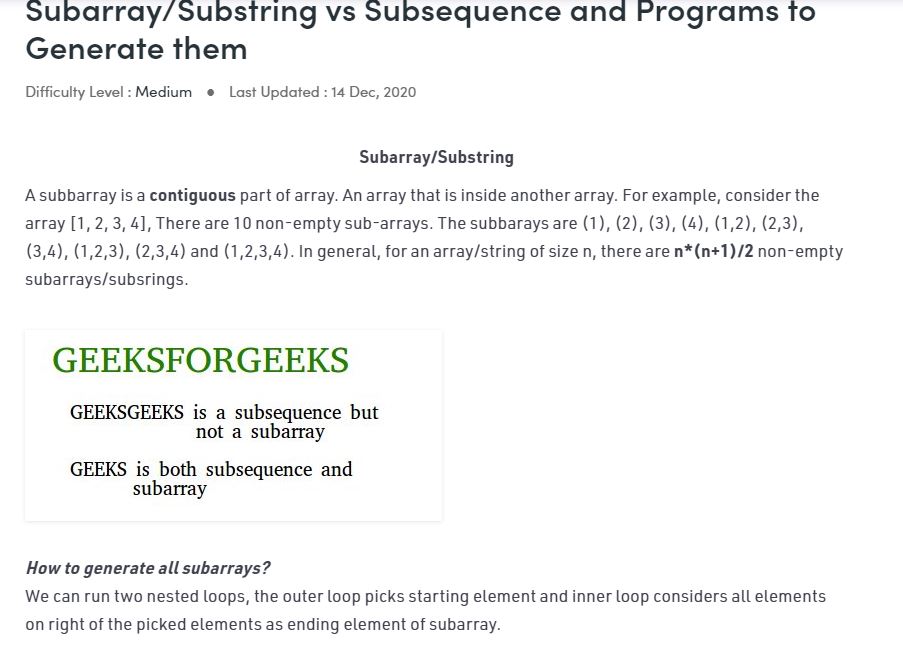 Subarray/Substring vs Subsequence and Programs to
Generate them
Difficulty Level : Medium ● Last Updated : 14 Dec, 2020
Subarray/Substring
A subbarray is a contiguous part of array. An array that is inside another array. For example, consider the
array [1, 2, 3, 4], There are 10 non-empty sub-arrays. The subbarays are (1), (2), (3), (4), (1,2), (2,3),
(3,4), (1,2,3), (2,3,4) and (1,2,3,4). In general, for an array/string of size n, there are n*(n+1)/2 non-empty
subarrays/subsrings.
GEEKSFORGEEKS
GEEKSGEEKS is a subsequence but
not a subarray
GEEKS is both subsequence and
subarray
How to generate all subarrays?
We can run two nested loops, the outer loop picks starting element and inner loop considers all elements
on right of the picked elements as ending element of subarray.